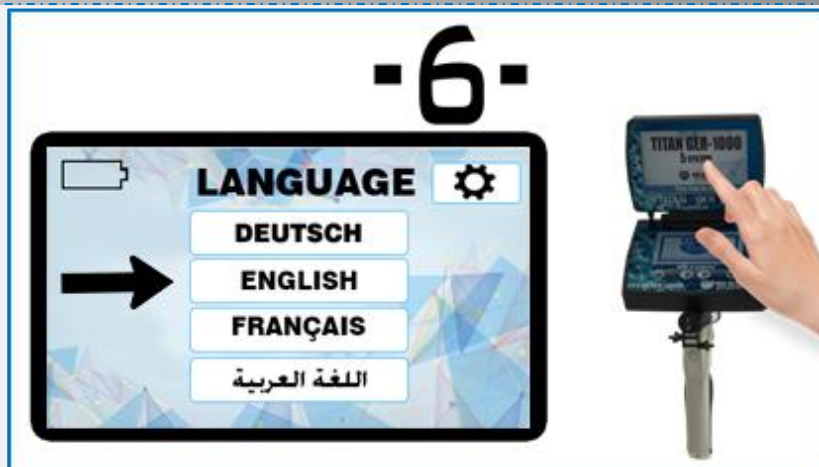 -6-
LANGUAGE
DEUTSCH
ENGLISH
FRANÇAIS
اللغة العربية
TITAN GER-1000